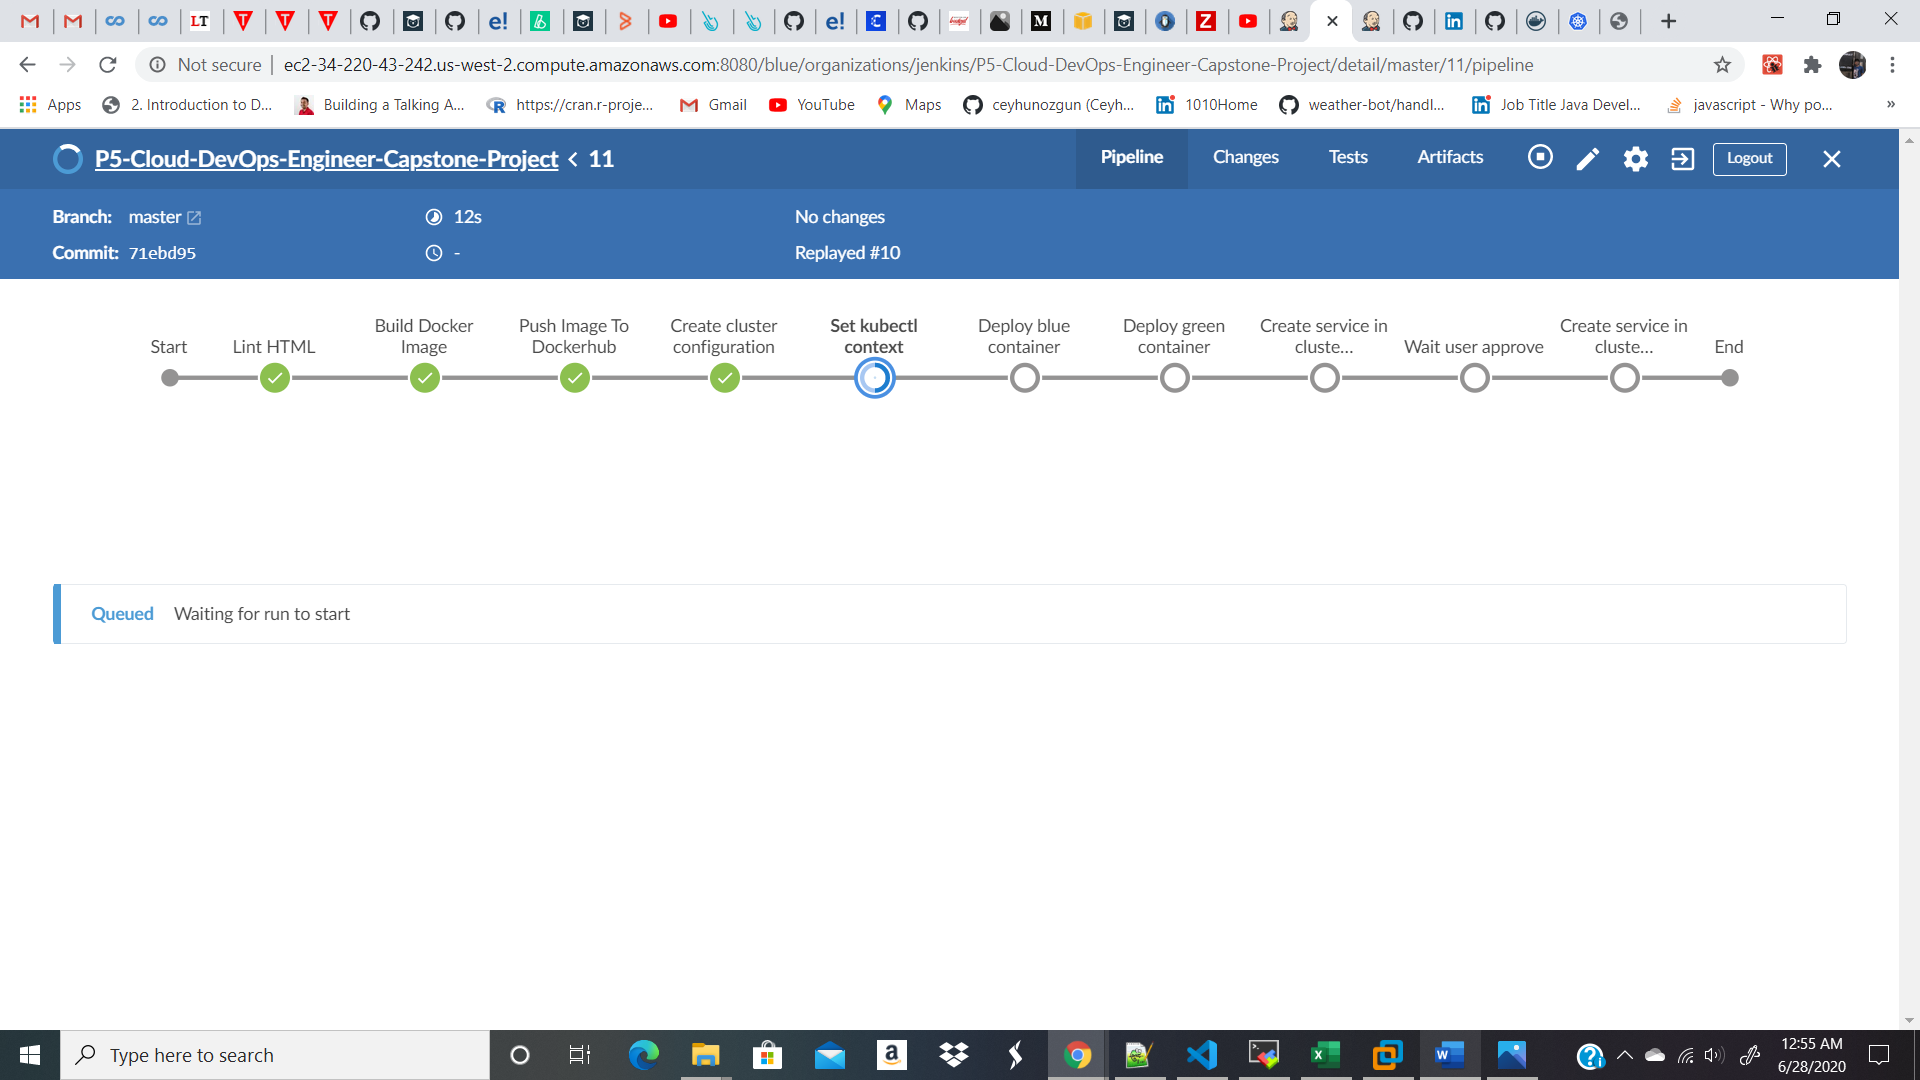 Not secure | ec2-34-220-43-242.us-west-2.compute.amazonaws.com:8080/blue/organizations/jenkins/P5-Cloud-DevOps-Engineer-Capstone-Project/detail/master/11/pipeline
Apps 2. Introduction to D... Building a Talking A... https://cran.r-proje... Gmail YouTube Maps ceyhunozgun (Ceyh... 1010Home weather-bot/handl... Job Title Java Devel... javascript - Why po... »
P5-Cloud-DevOps-Engineer-Capstone-Project < 11 Pipeline Changes Tests Artifacts Logout
Branch: master 12s No changes
Commit: 71ebd95 - Replayed #10
Start
Lint HTML
Build Docker
Image
Push Image To
Dockerhub
Create cluster
configuration
Set kubectl
context
Deploy blue
container
Deploy green
container
Create service in
cluste...
Wait user approve
Create service in
cluste...
End
Queued Waiting for run to start
Type here to search
12:55 AM
6/28/2020